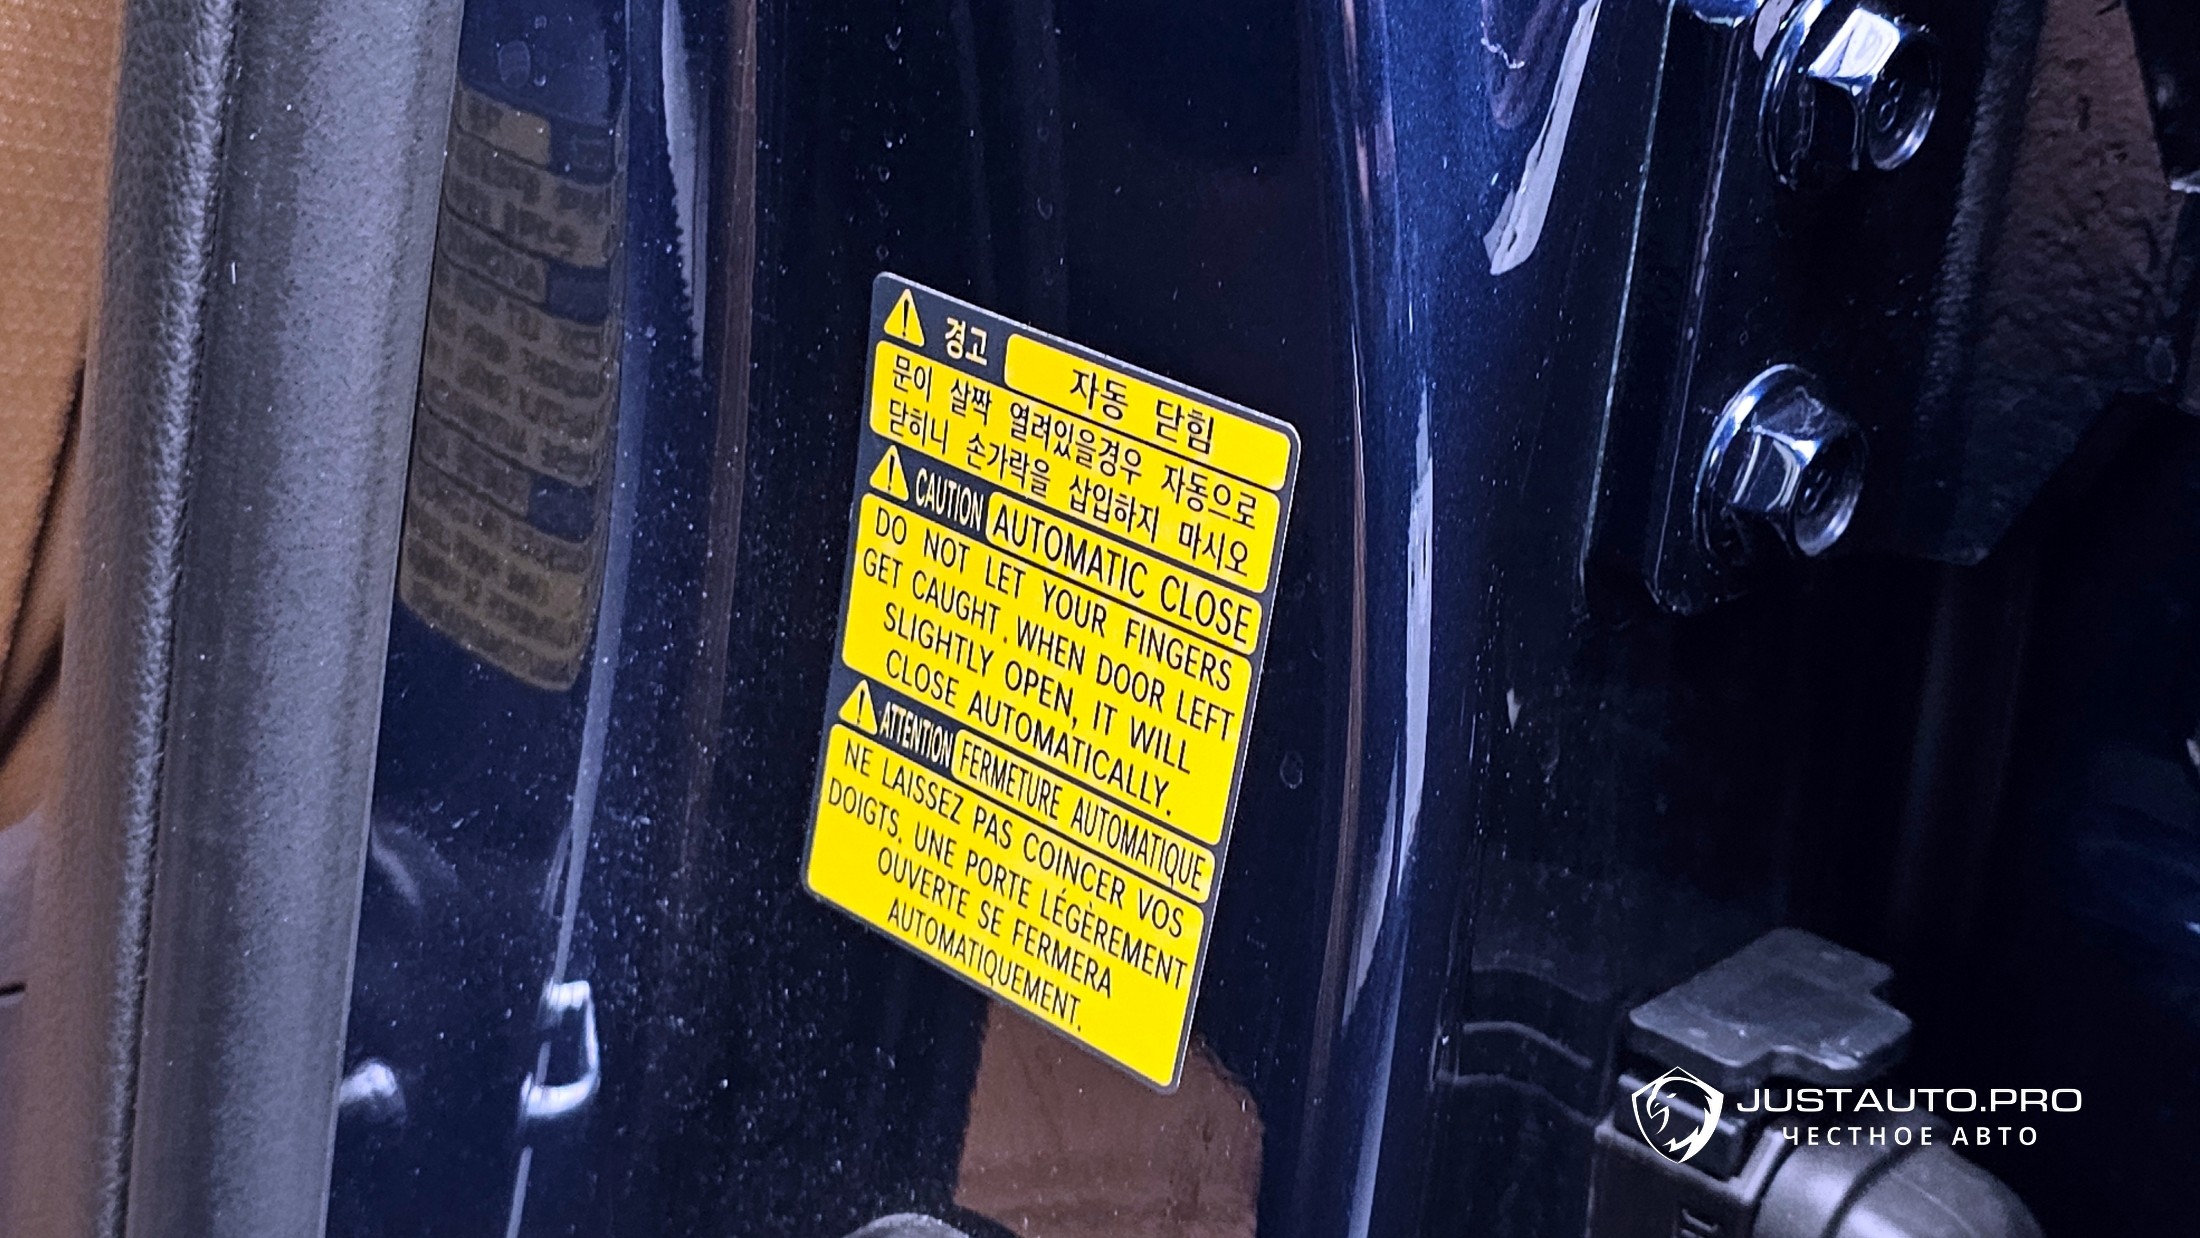 경고 자동 닫힘
문이 살짝 열려있을경우 자동으로
닫히니 손가락을 삽입하지 마시오
CAUTION AUTOMATIC CLOSE
DO NOT LET YOUR FINGERS
GET CAUGHT. WHEN DOOR LEFT
SLIGHTLY OPEN, IT WILL
CLOSE AUTOMATICALLY.
ATTENTION FERMETURE AUTOMATIQUE
NE LAISSEZ PAS COINCER VOS
DOIGTS. UNE PORTE LÉGÈREMENT
OUVERTE SE FERMERA
AUTOMATIQUEMENT.
JUSTAUTO.PRO
ЧЕСТНОЕ АВТО